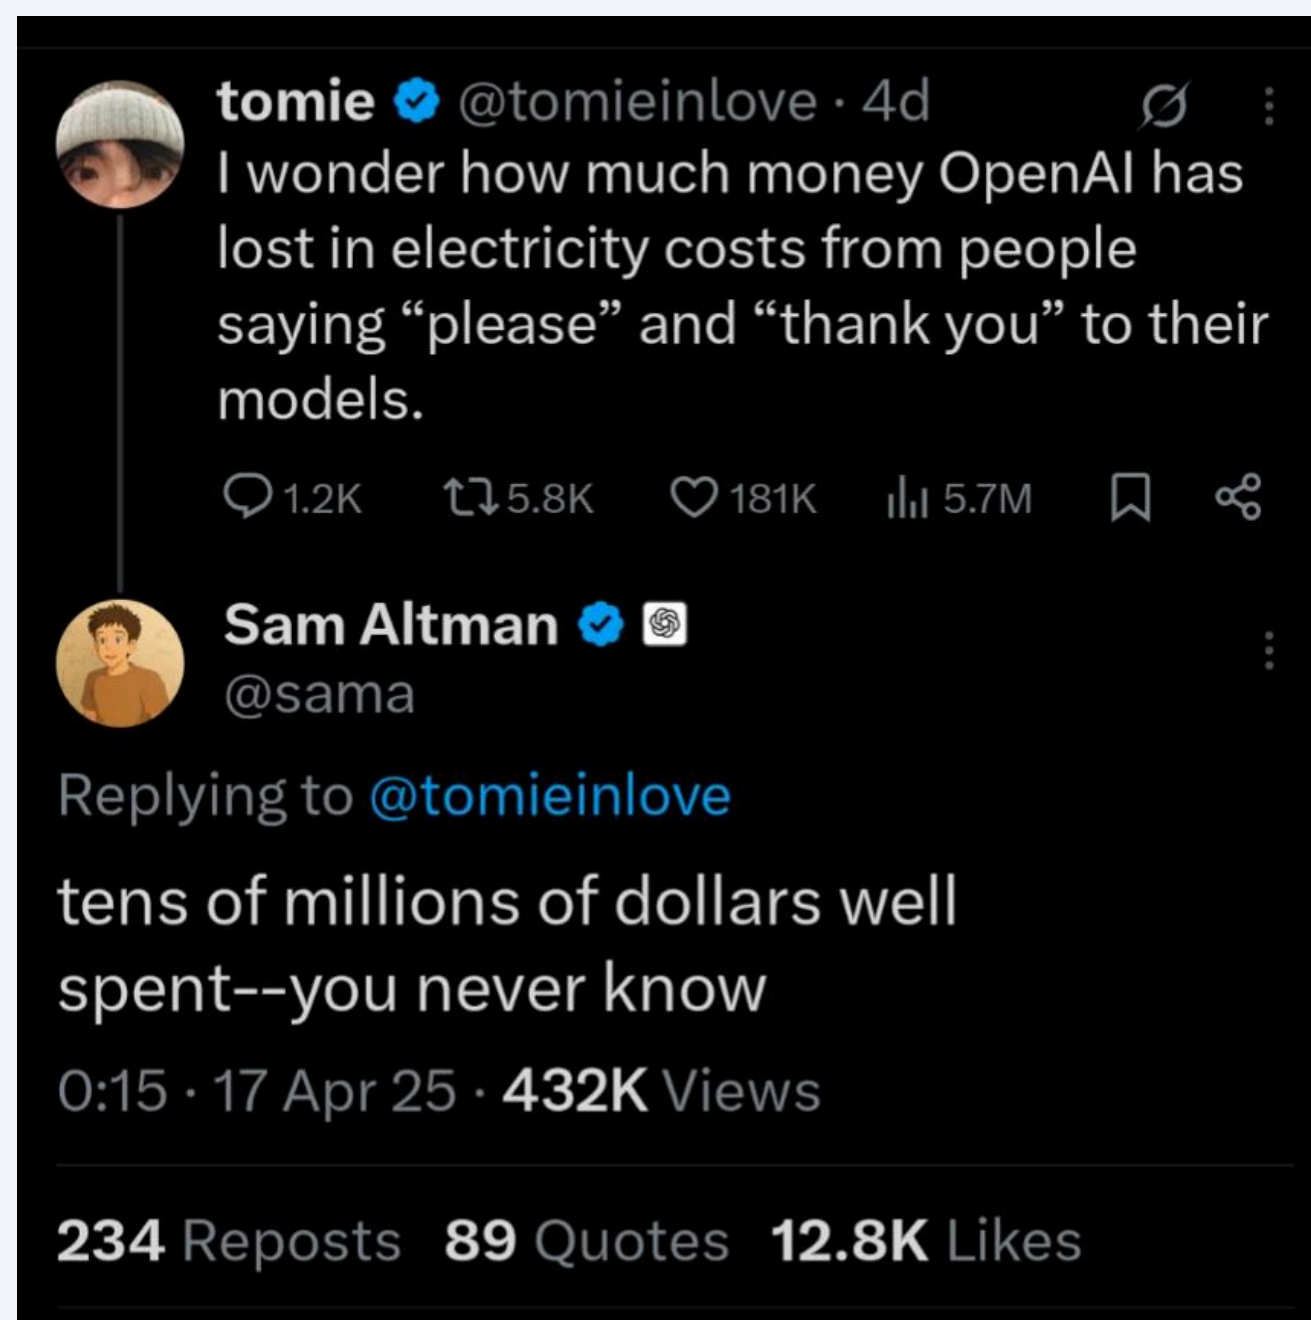 tomie @tomieinlove · 4d
I wonder how much money OpenAI has
lost in electricity costs from people
saying “please” and “thank you” to their
models.
1.2K 5.8K 181K 5.7M
Sam Altman
@sama
Replying to @tomieinlove
tens of millions of dollars well
spent--you never know
0:15 · 17 Apr 25 · 432K Views
234 Reposts 89 Quotes 12.8K Likes